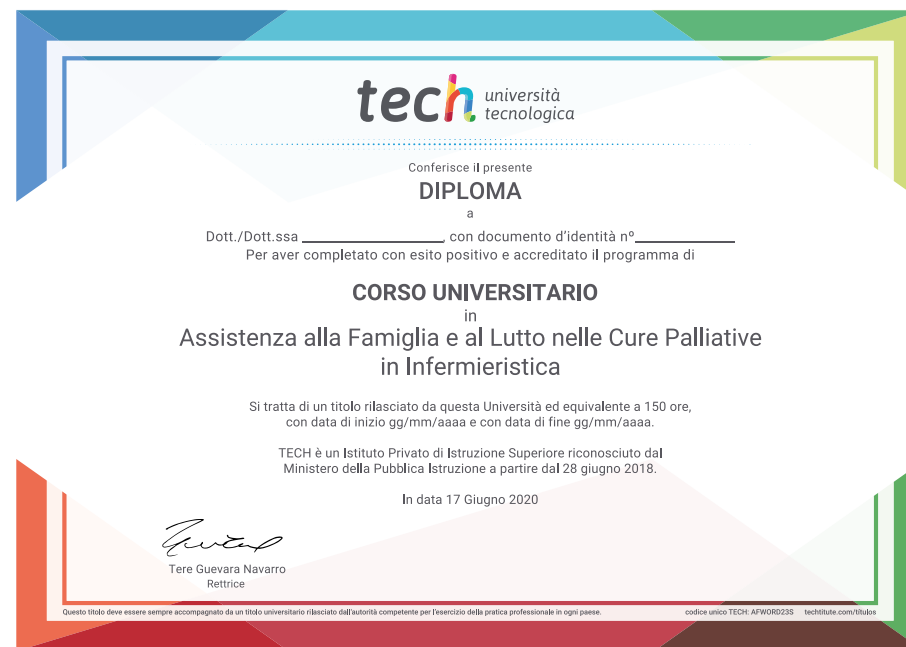 tech università
tecnologica
Conferisce il presente
DIPLOMA
a
Dott./Dott.ssa ________________, con documento d'identità nº___________
Per aver completato con esito positivo e accreditato il programma di
CORSO UNIVERSITARIO
in
Assistenza alla Famiglia e al Lutto nelle Cure Palliative
in Infermieristica
Si tratta di un titolo rilasciato da questa Università ed equivalente a 150 ore,
con data di inizio gg/mm/aaaa e con data di fine gg/mm/aaaa.
TECH è un Istituto Privato di Istruzione Superiore riconosciuto dal
Ministero della Pubblica Istruzione a partire dal 28 giugno 2018.
In data 17 Giugno 2020
Tere Guevara Navarro
Rettrice
Questo titolo deve essere sempre accompagnato da un titolo universitario rilasciato dall'autorità competente per l'esercizio della pratica professionale in ogni paese. codice unico TECH: AFWORD23S techtitute.com/títulos